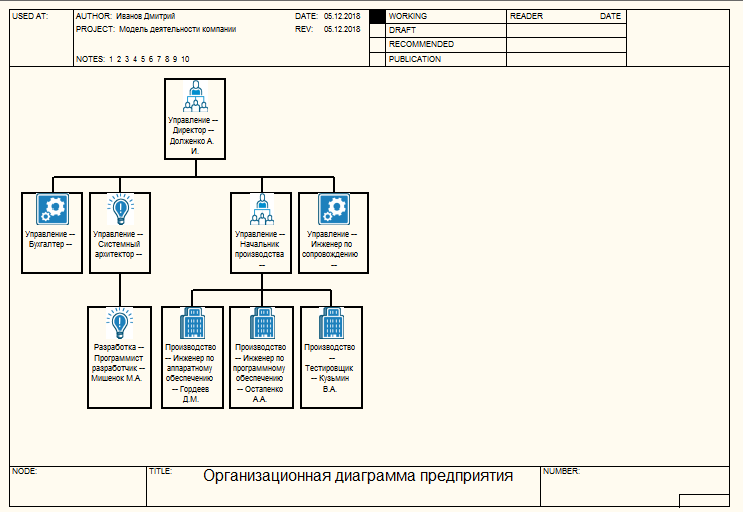 USED AT:
AUTHOR: Иванов Дмитрий
DATE: 05.12.2018
WORKING
READER
DATE
PROJECT: Модель деятельности компании
REV: 05.12.2018
DRAFT
RECOMMENDED
NOTES: 1 2 3 4 5 6 7 8 9 10
PUBLICATION
Управление --
Директор --
Долженко А.
И.
Управление --
Бухгалтер --
Управление --
Системный
архитектор --
Управление --
Начальник
производства
--
Управление --
Инженер по
сопровождению
--
Разработка --
Программист
разработчик --
Мишенок М.А.
Производство
-- Инженер по
аппаратному
обеспечению
-- Гордеев
Д.М.
Производство
-- Инженер по
программному
обеспечению
-- Остапенко
А.А.
Производство
--
Тестировщик
-- Кузьмин
В.А.
NODE:
TITLE:
Организационная диаграмма предприятия
NUMBER: